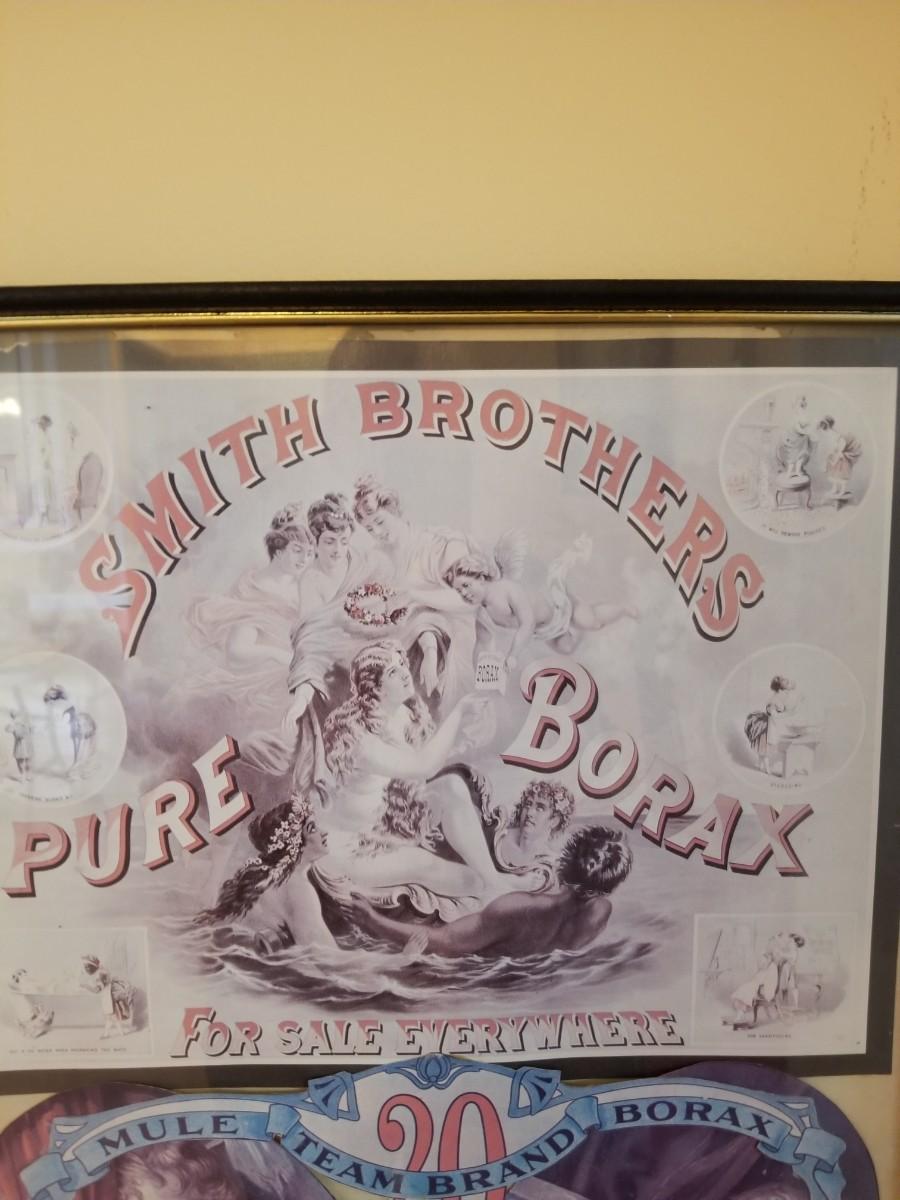 SMITH BROTHERS
BORAX
PURE BORAX
FOR SALE EVERYWHERE
MULE 20 BORAX
TEAM BRAND